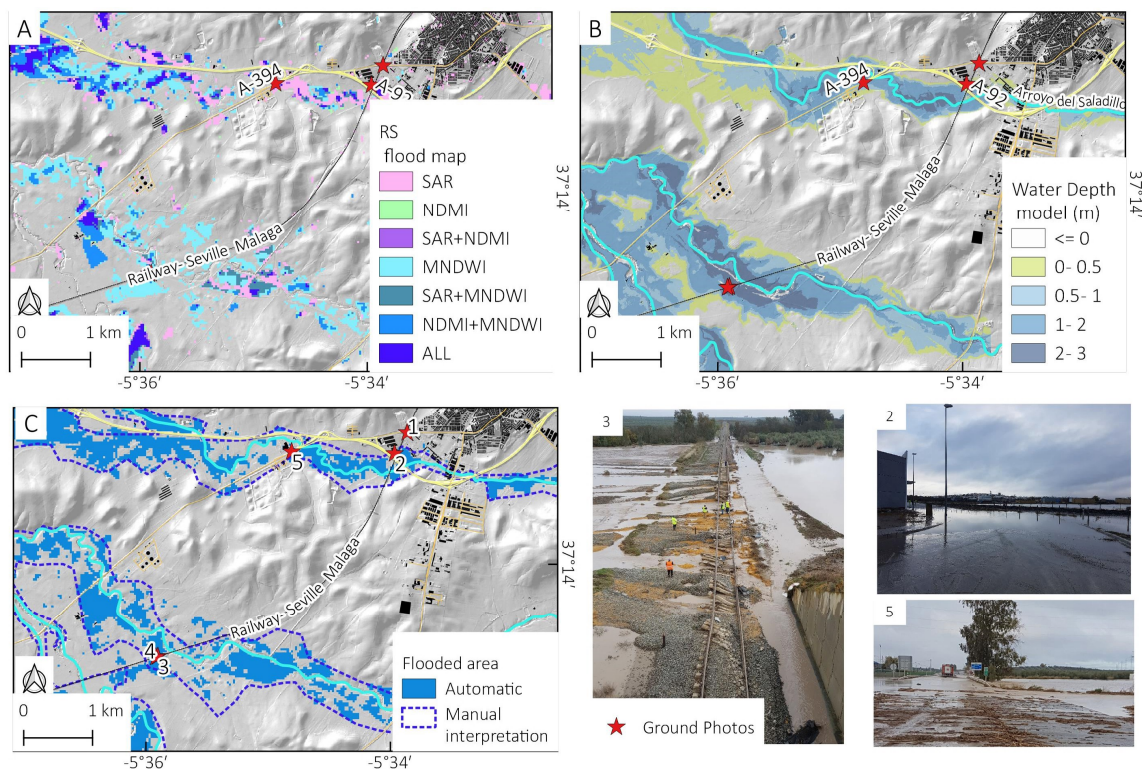 A
A-394
A-92
RS
flood map
SAR
NDMI
SAR+NDMI
MNDWI
SAR+MNDWI
NDMI+MNDWI
ALL
Railway-Seville Malaga
0 1 km
-5°36′
-5°34′
37°14′
B
A-394
A-92
Arroyo del Saladillo
Railway-Seville Malaga
Water Depth
model (m)
<= 0
0- 0.5
0.5- 1
1- 2
2- 3
0 1 km
-5°36′
-5°34′
37°14′
C
1
2
5
4
3
Railway-Seville Malaga
Flooded area
Automatic
Manual
interpretation
0 1 km
-5°36′
-5°34′
37°14′
3
2
5
Ground Photos